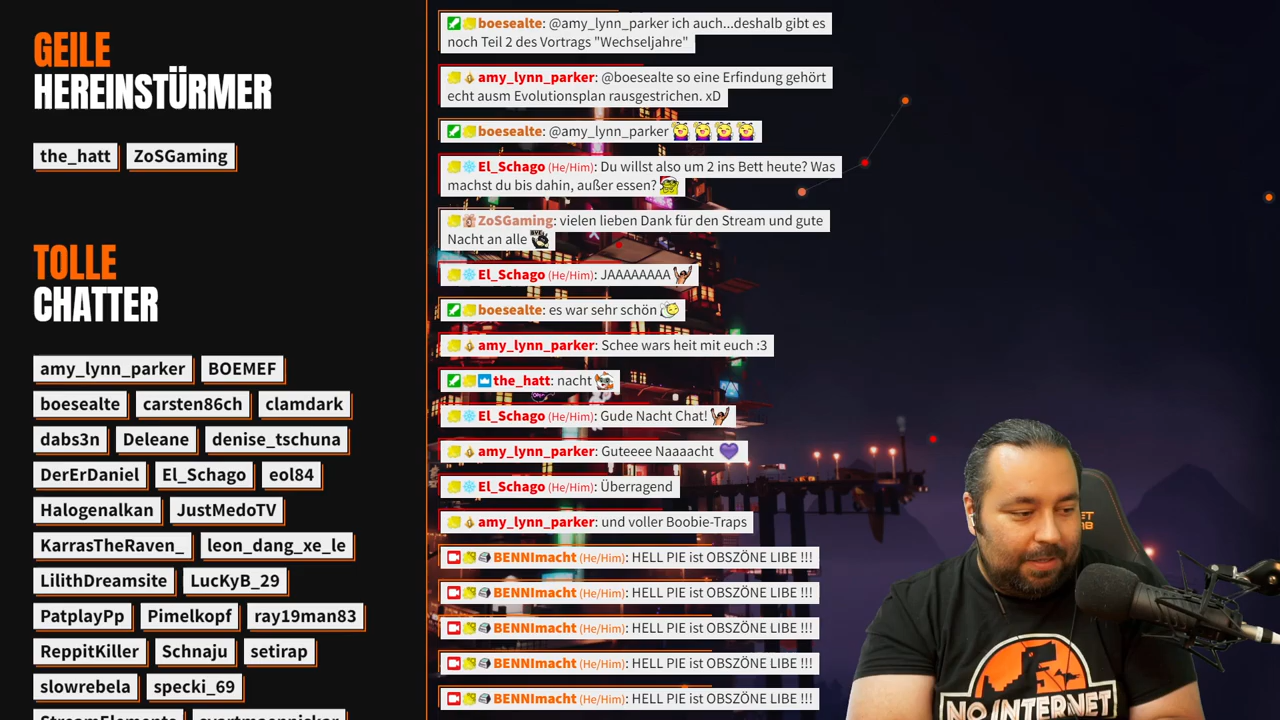 GEILE
HEREINSTÜRMER
the_hatt ZoSGaming
TOLLE
CHATTER
amy_lynn_parker BOEMEF
boesealte carsten86ch clamdark
dabs3n Deleane denise_tschuna
DerErDaniel El_Schago eol84
Halogenalkan JustMedoTV
KarrasTheRaven_ leon_dang_xe_le
LilithDreamsite LucKyB_29
PatplayPp Pimelkopf ray19man83
ReppitKiller Schnaju setirap
slowrebela specki_69
boesealte: @amy_lynn_parker ich auch...deshalb gibt es
noch Teil 2 des Vortrags "Wechseljahre"
amy_lynn_parker: @boesealte so eine Erfindung gehört
echt ausm Evolutionsplan rausgestrichen. xD
boesealte: @amy_lynn_parker
El_Schago (He/Him): Du willst also um 2 ins Bett heute? Was
machst du bis dahin, außer essen?
ZoSGaming: vielen lieben Dank für den Stream und gute
Nacht an alle
El_Schago (He/Him): JAAAAAAAA
boesealte: es war sehr schön
amy_lynn_parker: Schee wars heit mit euch :3
the_hatt: nacht
El_Schago (He/Him): Gude Nacht Chat!
amy_lynn_parker: Guteeee Naaaacht
El_Schago (He/Him): Überragend
amy_lynn_parker: und voller Boobie-Traps
BENNImacht (He/Him): HELL PIE ist OBSZÖNE LIBE !!!
BENNImacht (He/Him): HELL PIE ist OBSZÖNE LIBE !!!
BENNImacht (He/Him): HELL PIE ist OBSZÖNE LIBE !!!
BENNImacht (He/Him): HELL PIE ist OBSZÖNE LIBE !!!
BENNImacht (He/Him): HELL PIE ist OBSZÖNE LIBE !!!
NO INTERNET